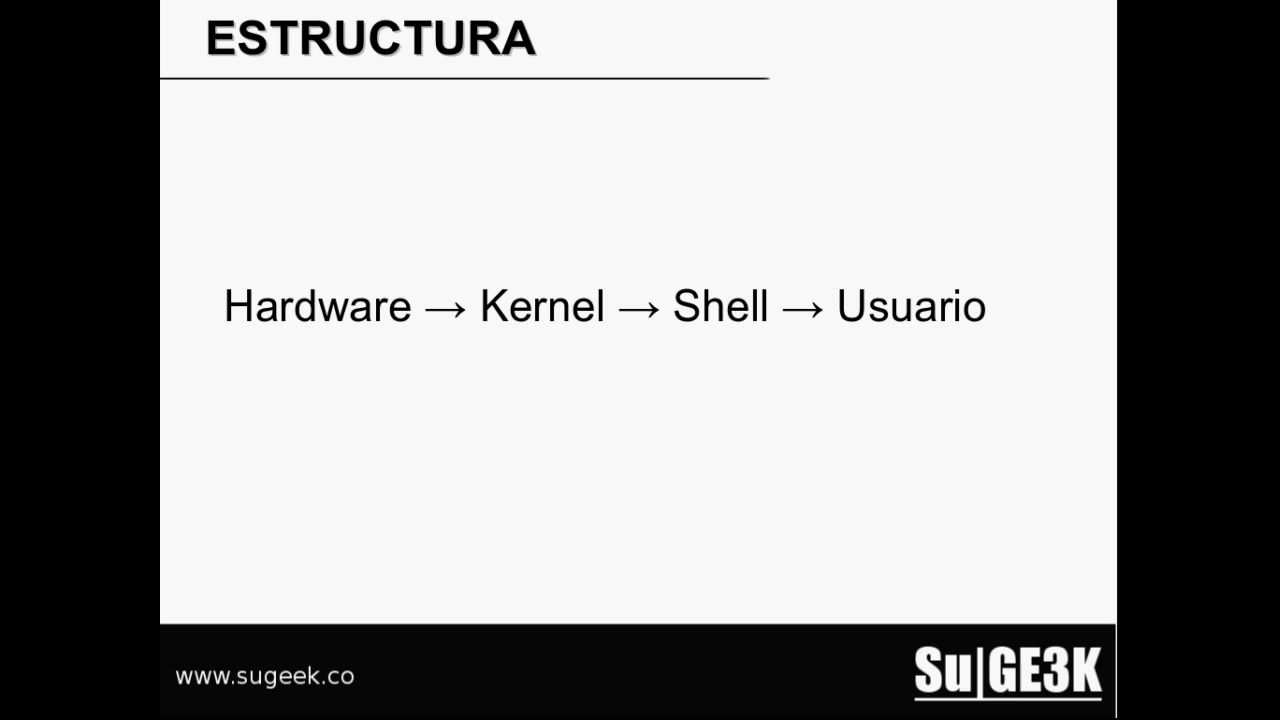 ESTRUCTURA
Hardware → Kernel → Shell → Usuario
www.sugeek.co
Su|GE3K